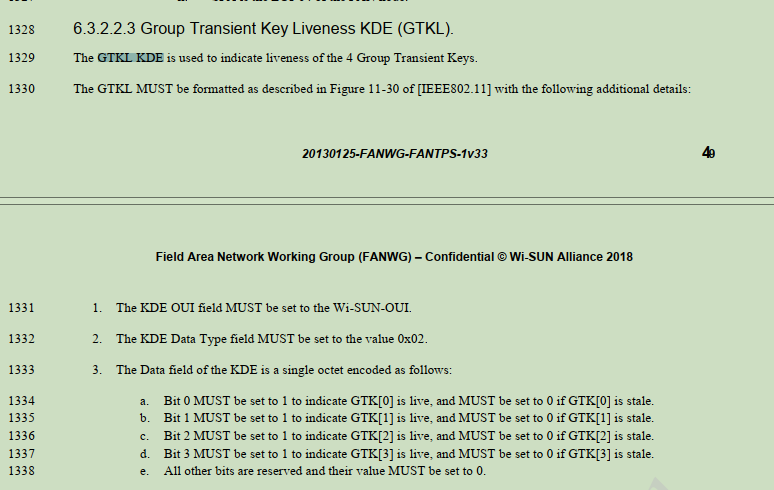 1328 6.3.2.2.3 Group Transient Key Liveness KDE (GTKL).
1329 The GTKL KDE is used to indicate liveness of the 4 Group Transient Keys.
1330 The GTKL MUST be formatted as described in Figure 11-30 of [IEEE802.11] with the following additional details:
20130125-FANWG-FANTPS-1v33 49
Field Area Network Working Group (FANWG) – Confidential © Wi-SUN Alliance 2018
1331 1. The KDE OUI field MUST be set to the Wi-SUN-OUI.
1332 2. The KDE Data Type field MUST be set to the value 0x02.
1333 3. The Data field of the KDE is a single octet encoded as follows:
1334 a. Bit 0 MUST be set to 1 to indicate GTK[0] is live, and MUST be set to 0 if GTK[0] is stale.
1335 b. Bit 1 MUST be set to 1 to indicate GTK[1] is live, and MUST be set to 0 if GTK[1] is stale.
1336 c. Bit 2 MUST be set to 1 to indicate GTK[2] is live, and MUST be set to 0 if GTK[2] is stale.
1337 d. Bit 3 MUST be set to 1 to indicate GTK[3] is live, and MUST be set to 0 if GTK[3] is stale.
1338 e. All other bits are reserved and their value MUST be set to 0.